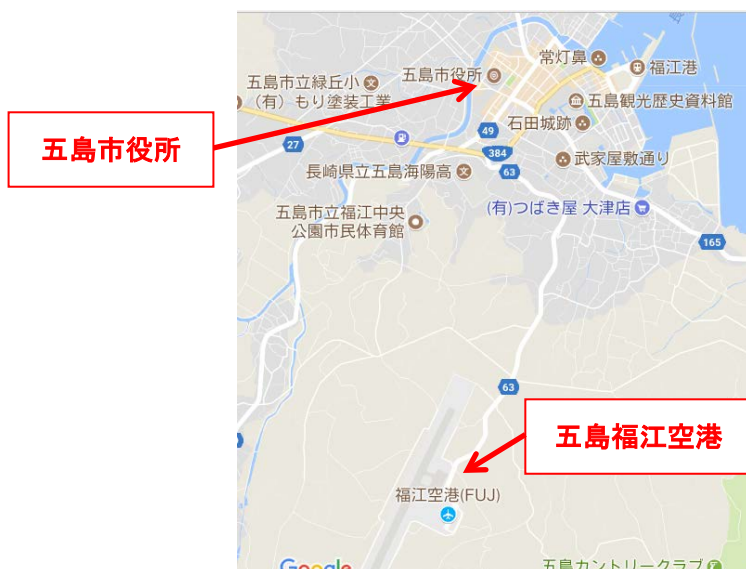 常灯鼻
福江港
五島市役所
五島市立緑丘小
(有)もり塗装工業
五島観光歴史資料館
石田城跡
五島市役所
49
27
384
武家屋敷通り
長崎県立五島海陽高
63
(有)つばき屋 大津店
五島市立福江中央
公園市民体育館
165
63
五島福江空港
福江空港(FUJ)
Google
五島カントリークラブ